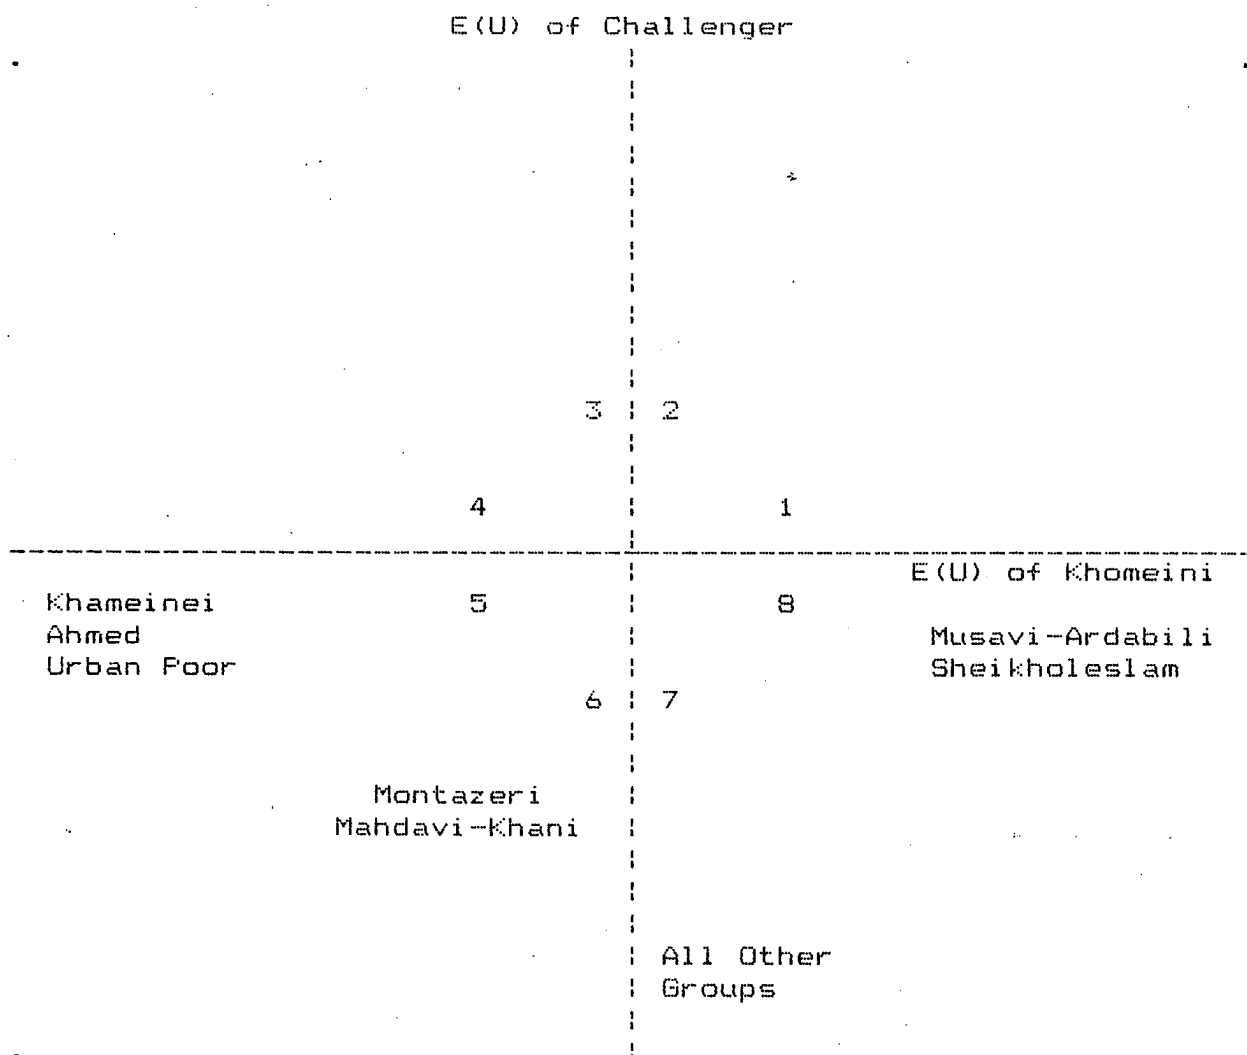 E(U) of Challenger
3 2
4 1
E(U) of Khomeini
Khameinei 5 8
Ahmed Musavi-Ardabili
Urban Poor Sheikholeslam
6 7
Montazeri
Mahdavi-Khani
All Other
Groups